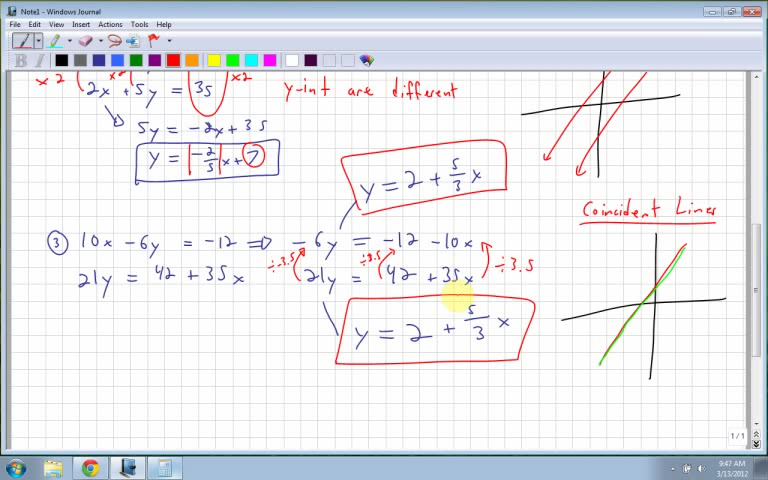 Note1 - Windows Journal
File Edit View Insert Actions Tools Help
B I
x2 x2 x2
2x + 5y = 35 y-int are different
5y = -2x + 35
y = -2/5 x + 7
y = 2 + 5/3 x
Coincident Lines
③ 10x - 6y = -12 ⇒ -6y = -12 - 10x
÷-3.5 ÷-3.5 ÷-3.5
21y = 42 + 35x 21y = 42 + 35x
y = 2 + 5/3 x
1 / 1
9:47 AM
3/13/2012